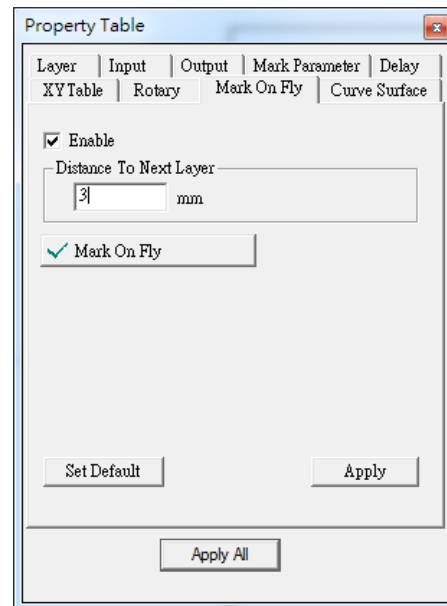 Property Table
Layer Input Output Mark Parameter Delay
XY Table Rotary Mark On Fly Curve Surface
Enable
Distance To Next Layer
3 mm
Mark On Fly
Set Default Apply
Apply All